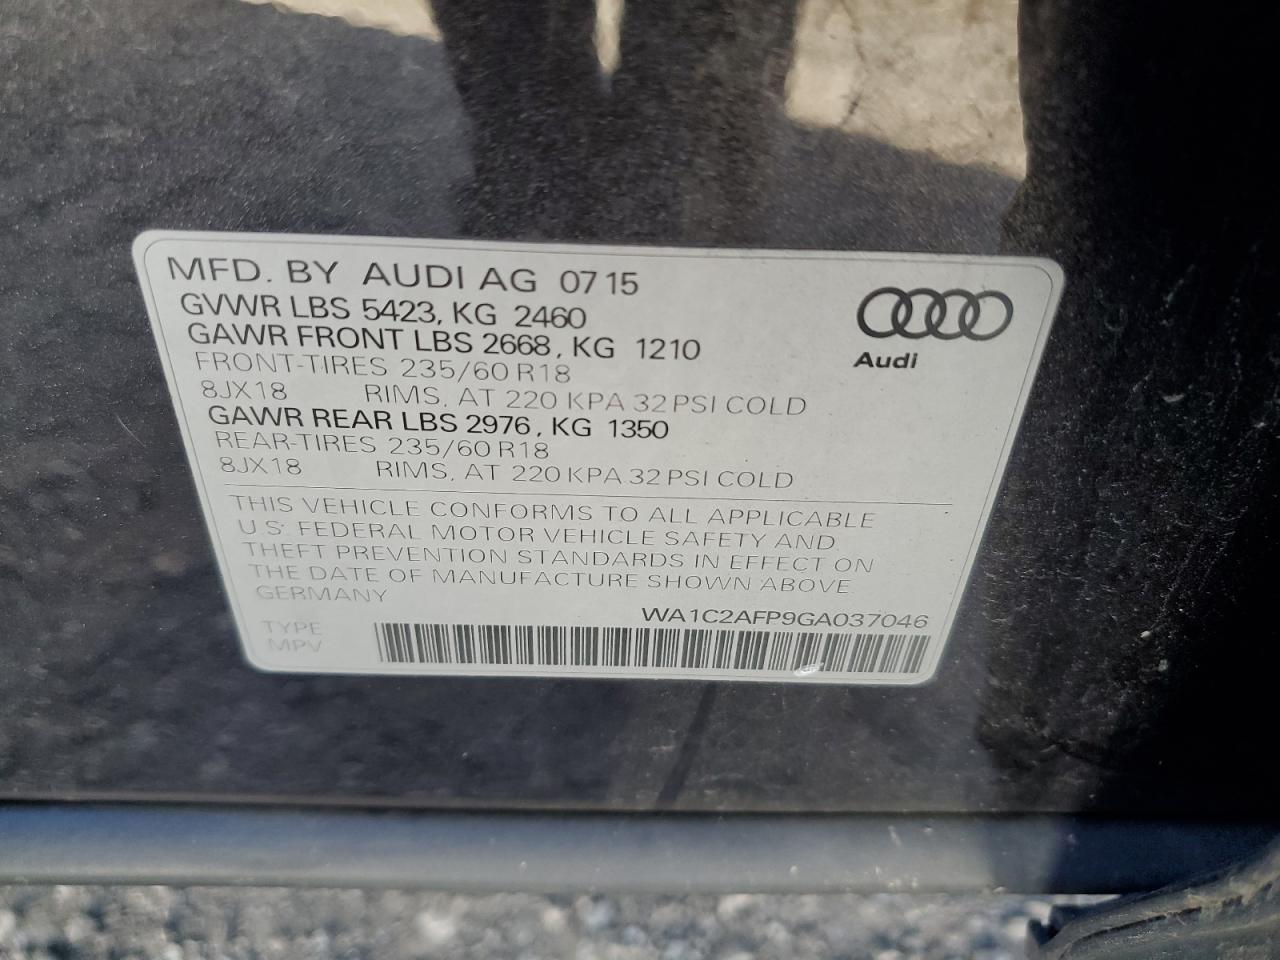 MFD. BY AUDI AG 0715
GVWR LBS 5423, KG 2460
GAWR FRONT LBS 2668, KG 1210
FRONT-TIRES 235/60 R18
8JX18 RIMS, AT 220 KPA 32 PSI COLD
GAWR REAR LBS 2976, KG 1350
REAR-TIRES 235/60 R18
8JX18 RIMS, AT 220 KPA 32 PSI COLD
Audi
THIS VEHICLE CONFORMS TO ALL APPLICABLE
U.S. FEDERAL MOTOR VEHICLE SAFETY AND
THEFT PREVENTION STANDARDS IN EFFECT ON
THE DATE OF MANUFACTURE SHOWN ABOVE
GERMANY
WA1C2AFP9GA037046
TYPE
MPV